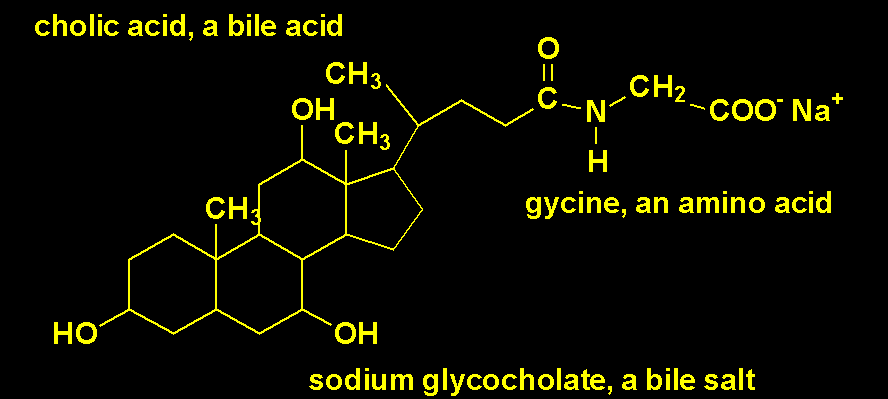 cholic acid, a bile acid
O
CH3
C
N
CH2
COO- Na+
OH
CH3
H
gycine, an amino acid
CH3
HO
OH
sodium glycocholate, a bile salt